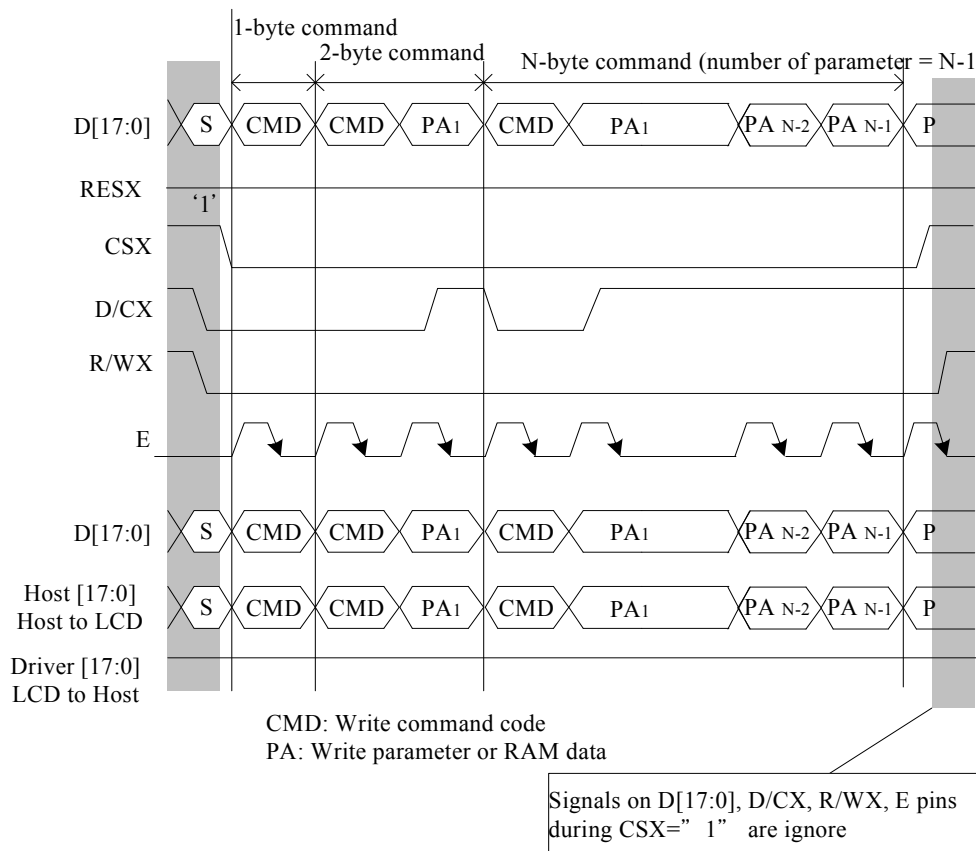 1-byte command
2-byte command
N-byte command (number of parameter = N-1
D[17:0] S CMD CMD PA1 CMD PA1 PA N-2 PA N-1 P
RESX
‘1’
CSX
D/CX
R/WX
E
D[17:0] S CMD CMD PA1 CMD PA1 PA N-2 PA N-1 P
Host [17:0]
Host to LCD
S CMD CMD PA1 CMD PA1 PA N-2 PA N-1 P
Driver [17:0]
LCD to Host
CMD: Write command code
PA: Write parameter or RAM data
Signals on D[17:0], D/CX, R/WX, E pins
during CSX=” 1” are ignore